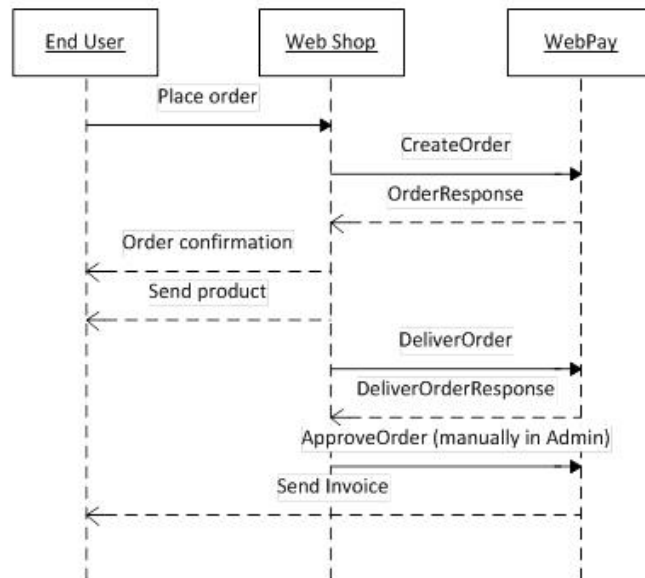 End User
Web Shop
WebPay
Place order
CreateOrder
OrderResponse
Order confirmation
Send product
DeliverOrder
DeliverOrderResponse
ApproveOrder (manually in Admin)
Send Invoice